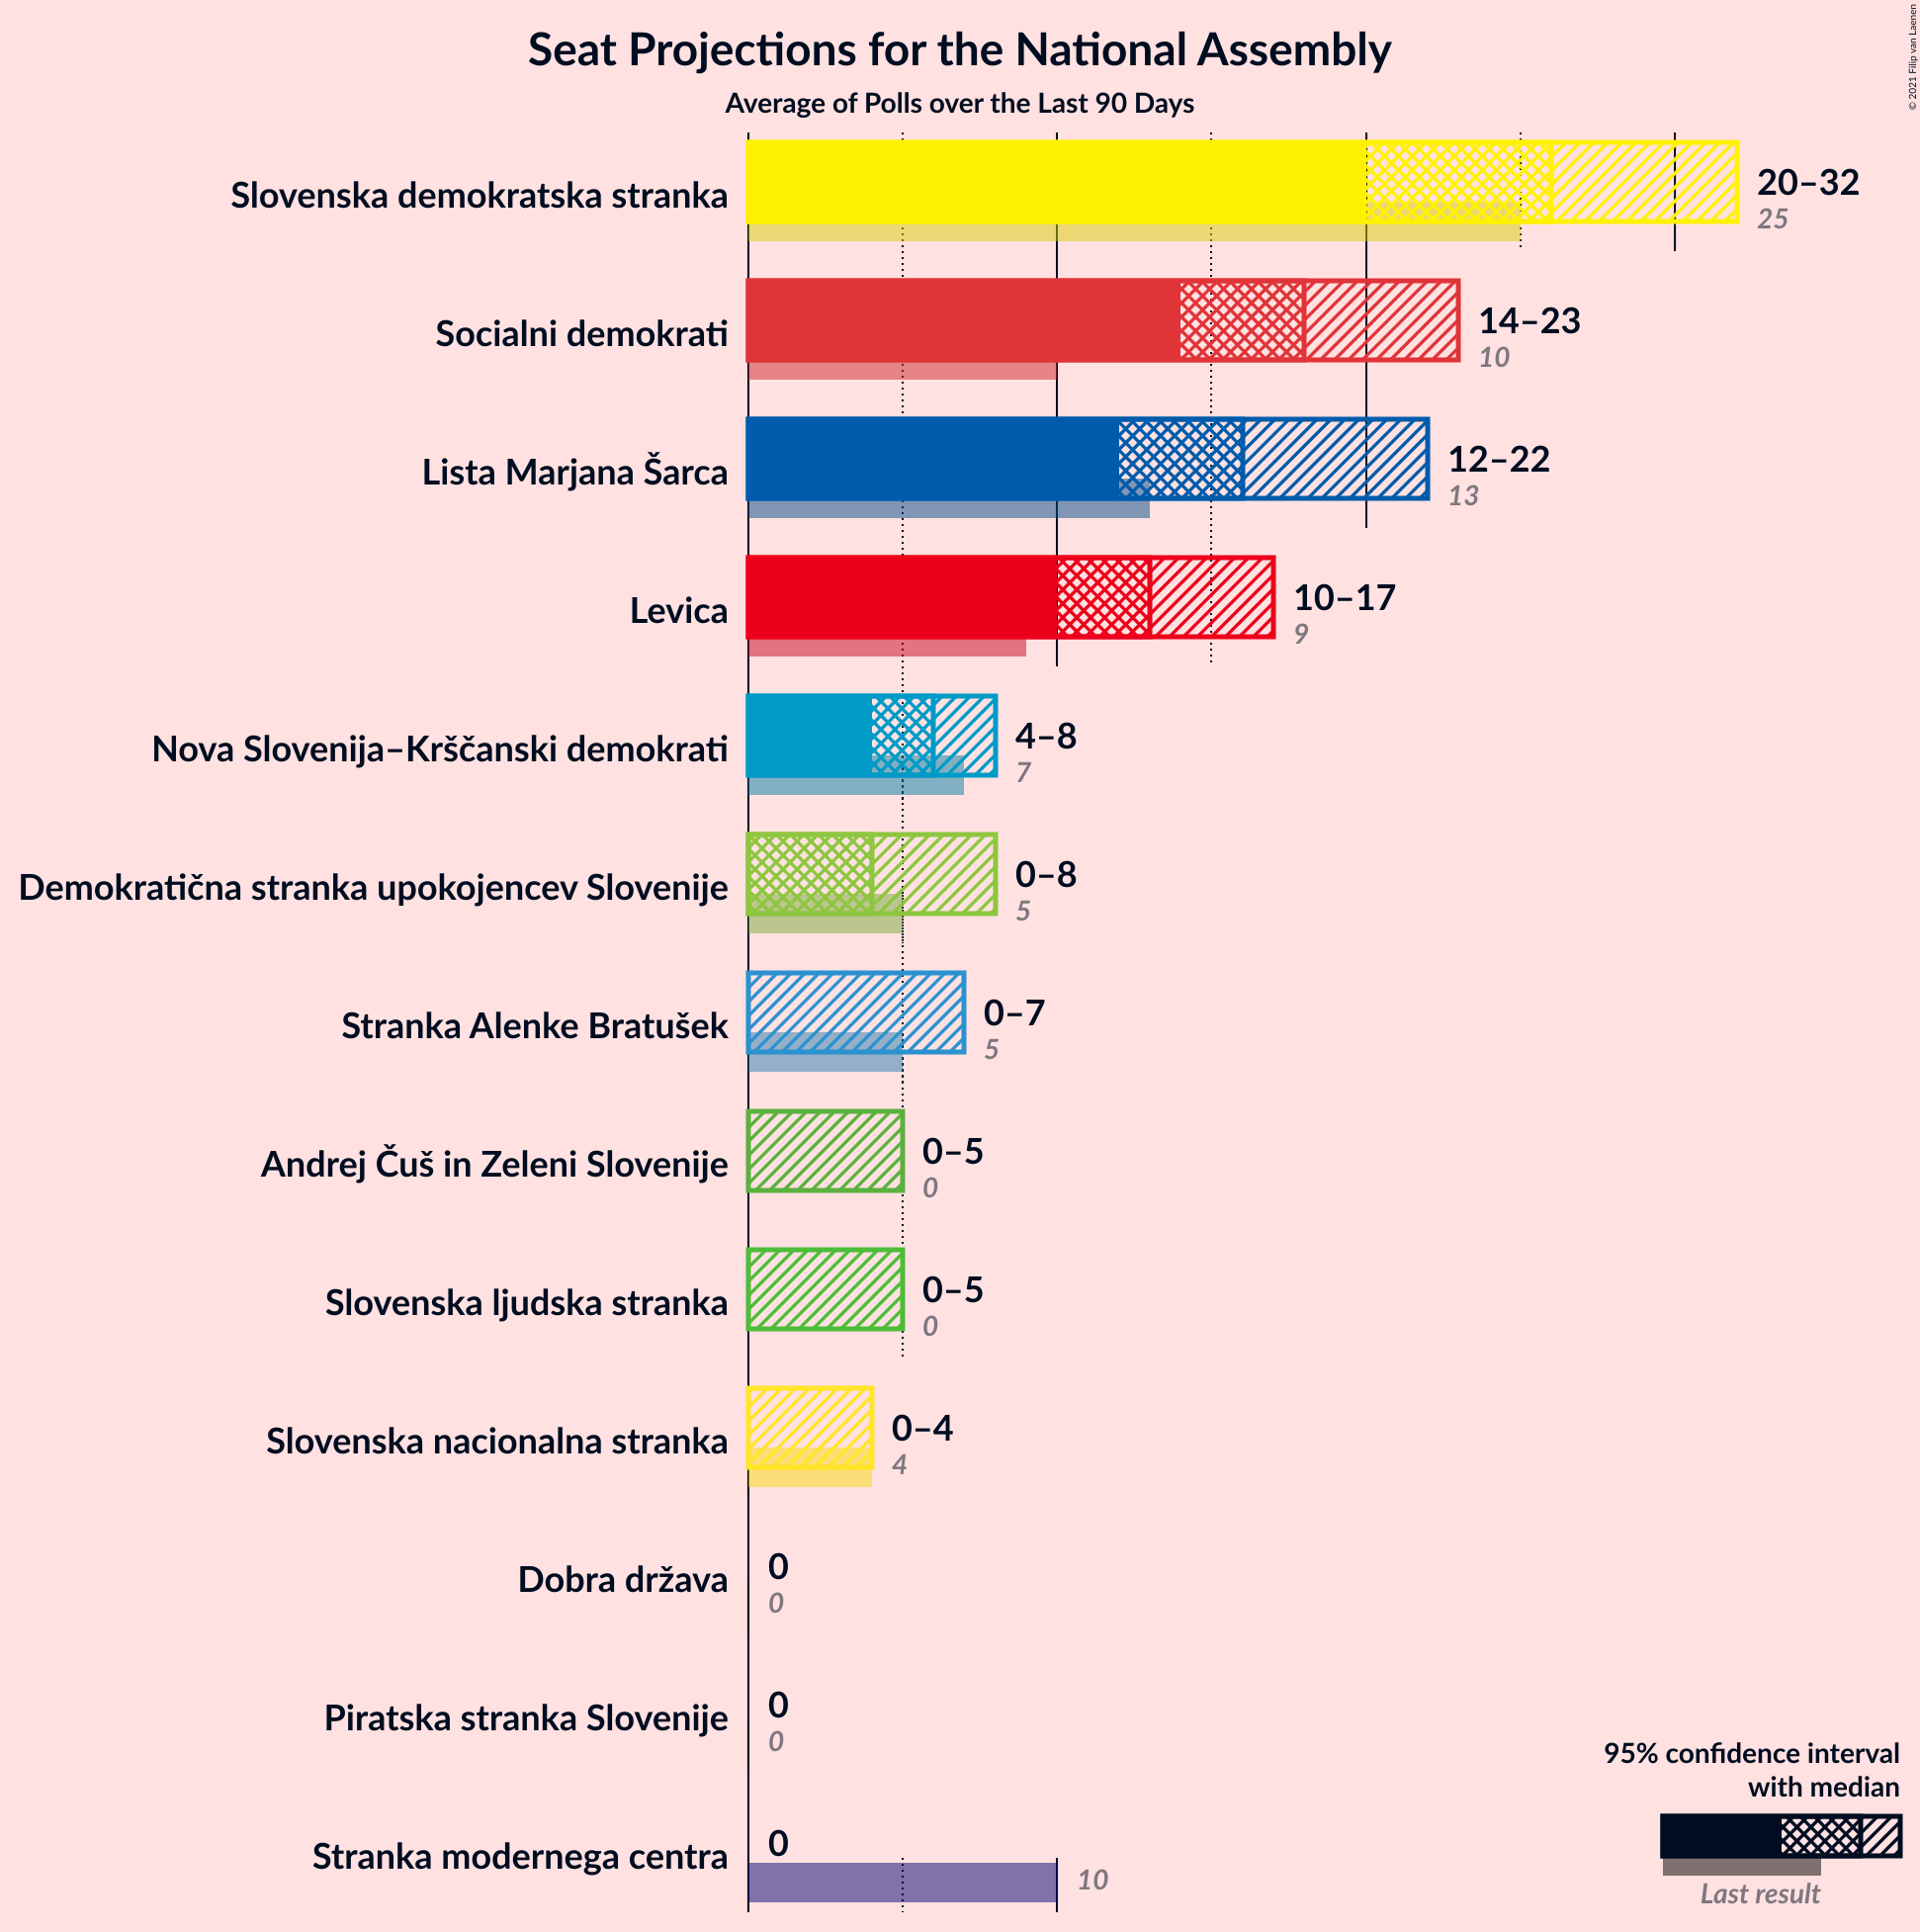 © 2021 Filip van Laenen
Seat Projections for the National Assembly
Average of Polls over the Last 90 Days
Slovenska demokratska stranka
20–32
25
Socialni demokrati
14–23
10
Lista Marjana Šarca
12–22
13
Levica
10–17
9
Nova Slovenija–Krščanski demokrati
4–8
7
Demokratična stranka upokojencev Slovenije
0–8
5
Stranka Alenke Bratušek
0–7
5
Andrej Čuš in Zeleni Slovenije
0–5
0
Slovenska ljudska stranka
0–5
0
Slovenska nacionalna stranka
0–4
4
Dobra država
0
0
Piratska stranka Slovenije
0
0
Stranka modernega centra
0
10
95% confidence interval
with median
Last result